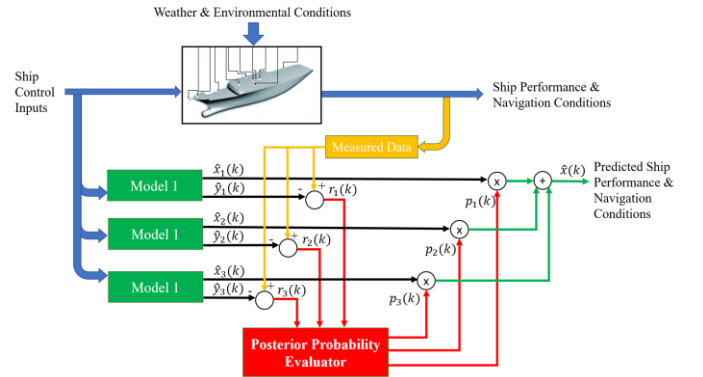 Weather & Environmental Conditions
Ship
Control
Inputs
Ship Performance &
Navigation Conditions
Measured Data
Model 1
x̂₁(k)
ŷ₁(k)
- +
r₁(k)
x
p₁(k)
+
x̂(k)
Predicted Ship
Performance &
Navigation
Conditions
Model 1
x̂₂(k)
ŷ₂(k)
- +
r₂(k)
x
p₂(k)
Model 1
x̂₃(k)
ŷ₃(k)
- +
r₃(k)
x
p₃(k)
Posterior Probability
Evaluator